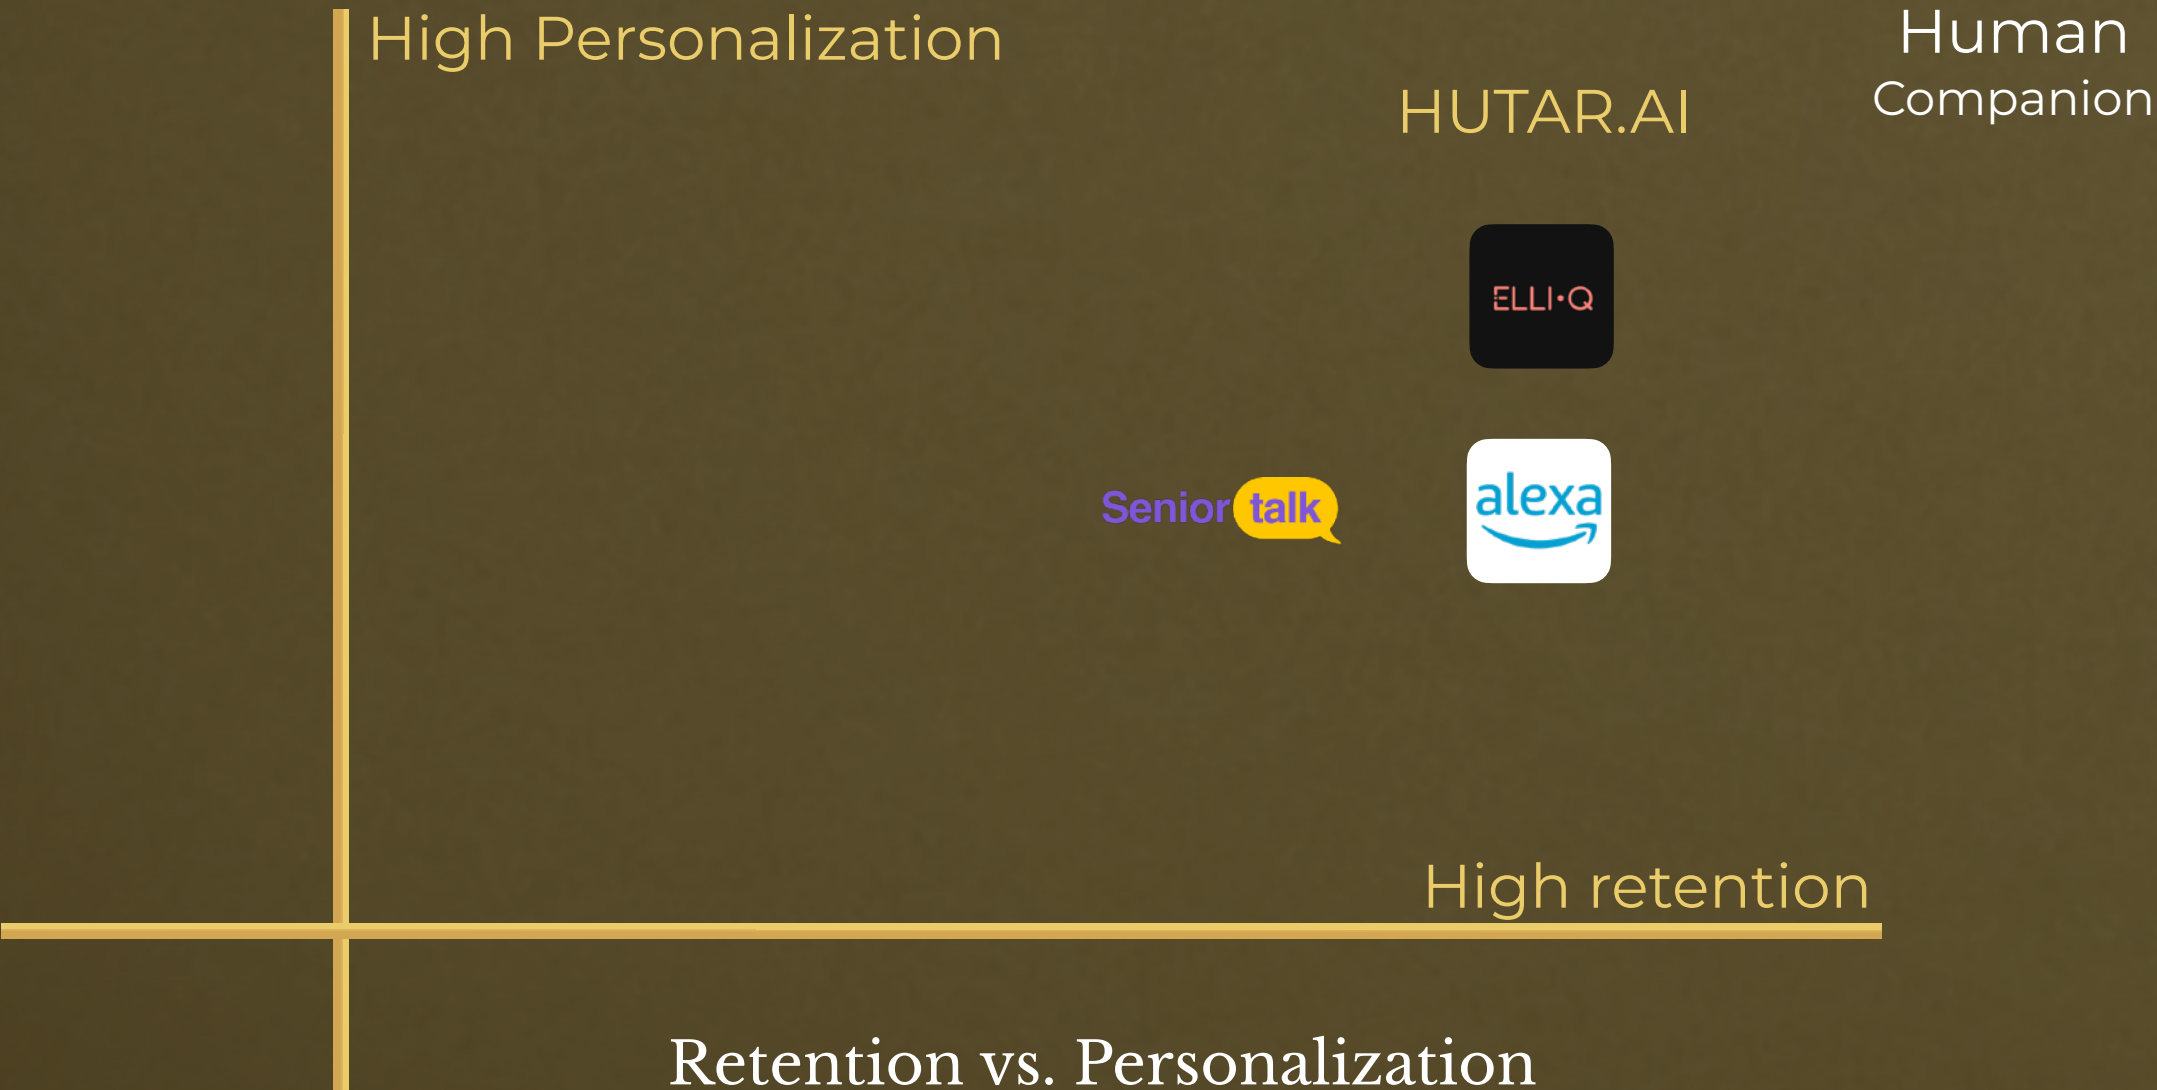 High Personalization
Human
Companion
HUTAR.AI
ELLI•Q
Senior talk
alexa
High retention
Retention vs. Personalization